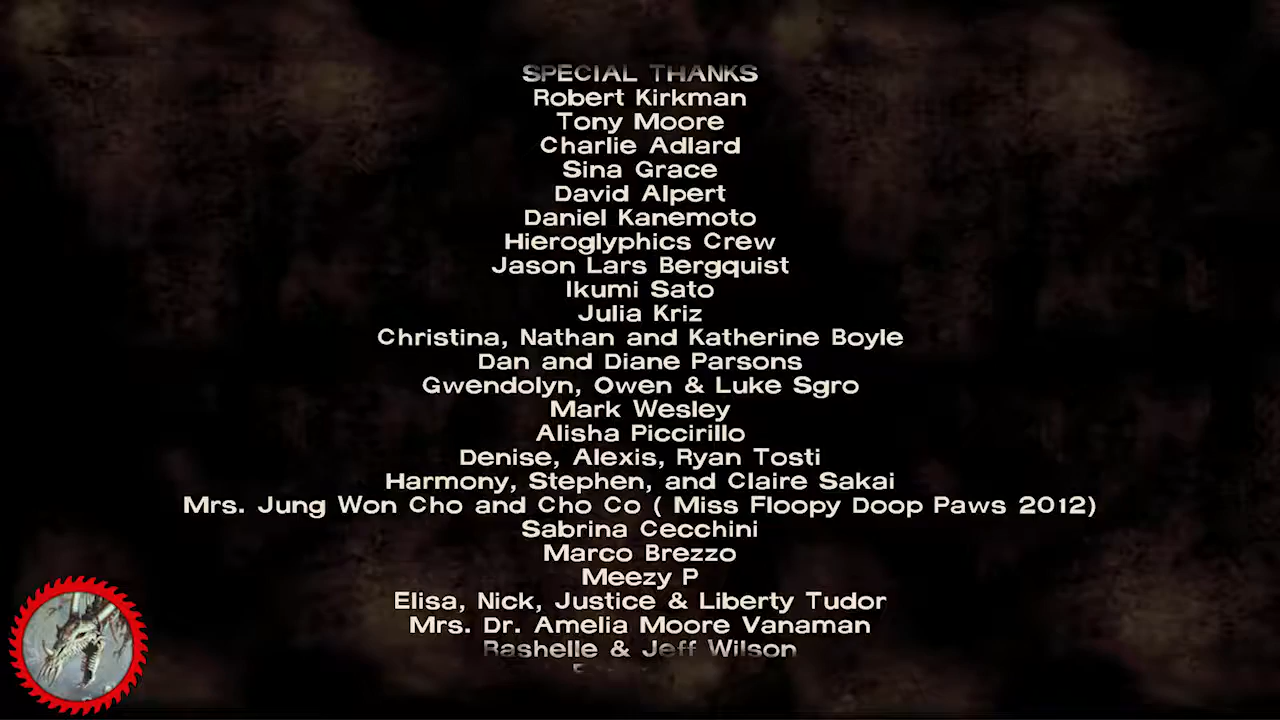 SPECIAL THANKS
Robert Kirkman
Tony Moore
Charlie Adlard
Sina Grace
David Alpert
Daniel Kanemoto
Hieroglyphics Crew
Jason Lars Bergquist
Ikumi Sato
Julia Kriz
Christina, Nathan and Katherine Boyle
Dan and Diane Parsons
Gwendolyn, Owen & Luke Sgro
Mark Wesley
Alisha Piccirillo
Denise, Alexis, Ryan Tosti
Harmony, Stephen, and Claire Sakai
Mrs. Jung Won Cho and Cho Co ( Miss Floopy Doop Paws 2012)
Sabrina Cecchini
Marco Brezzo
Meezy P
Elisa, Nick, Justice & Liberty Tudor
Mrs. Dr. Amelia Moore Vanaman
Rashelle & Jeff Wilson